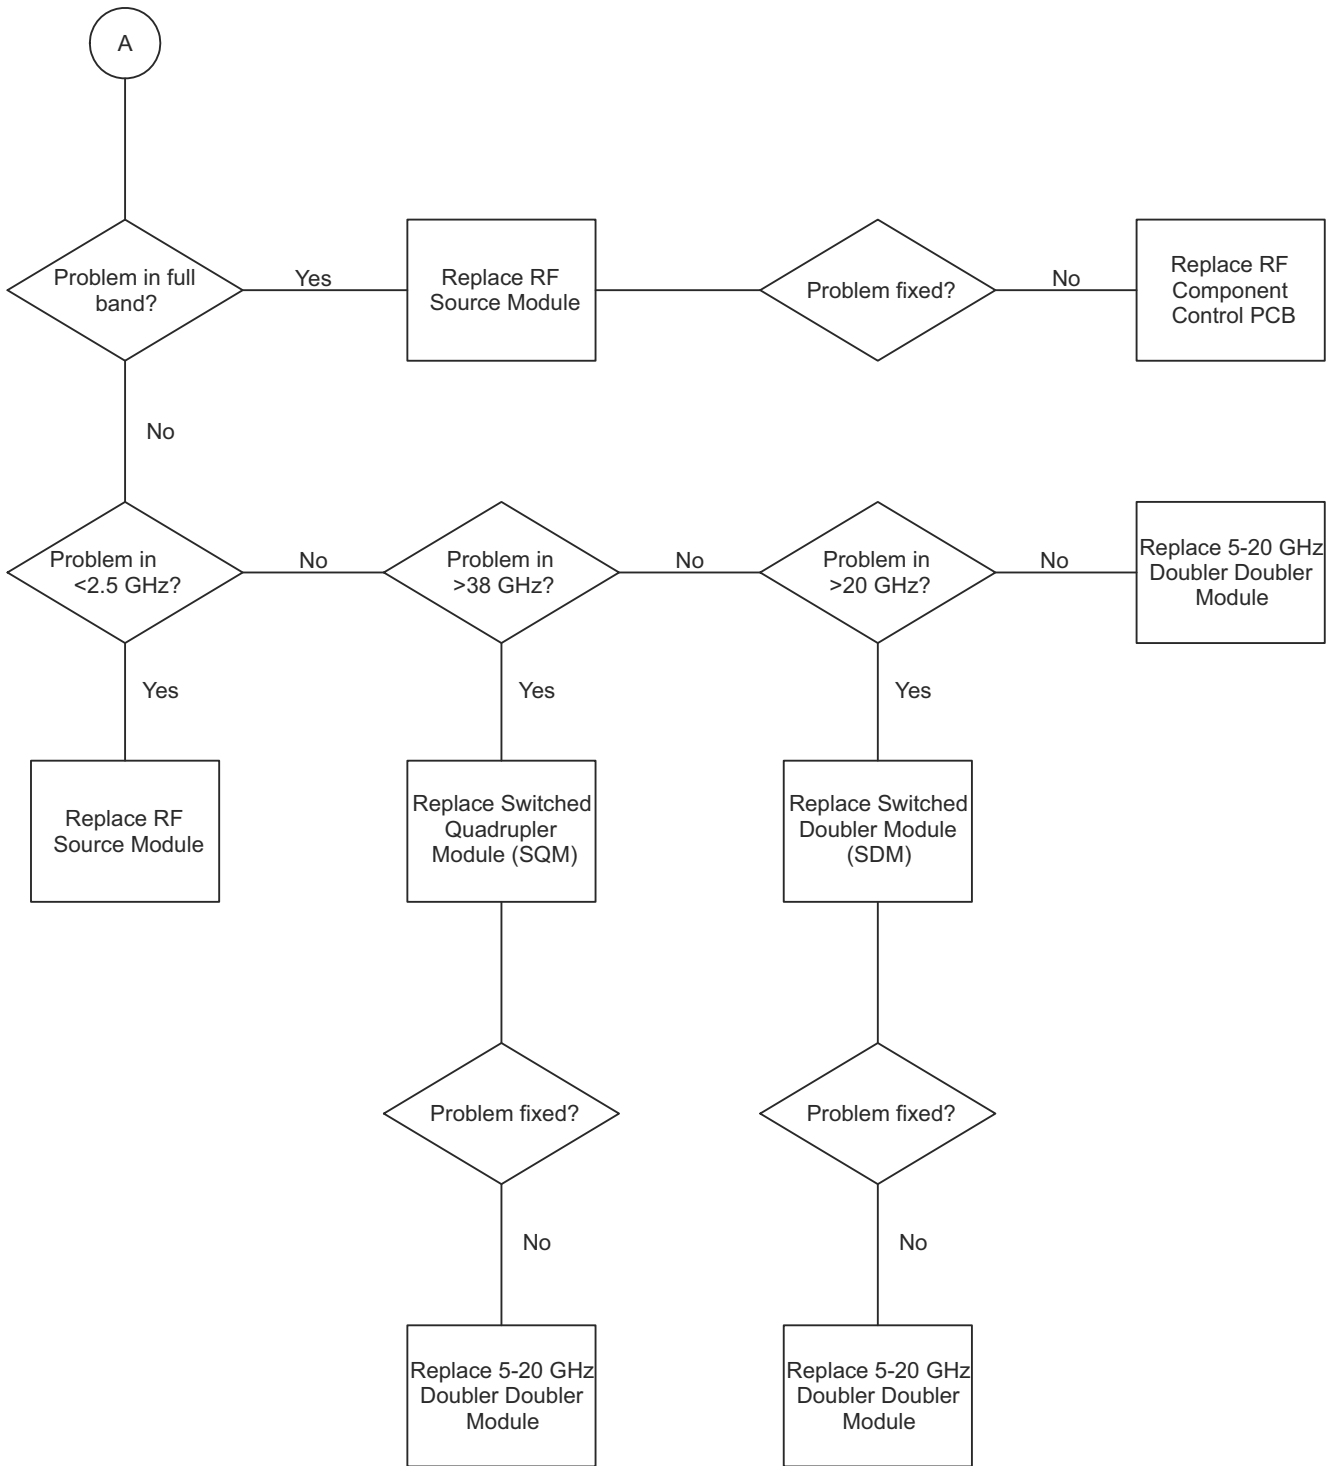 A
Problem in full
band?
Yes
Replace RF
Source Module
Problem fixed?
No
Replace RF
Component
Control PCB
No
Problem in
<2.5 GHz?
No
Problem in
>38 GHz?
No
Problem in
>20 GHz?
No
Replace 5-20 GHz
Doubler Doubler
Module
Yes
Yes
Yes
Replace RF
Source Module
Replace Switched
Quadrupler
Module (SQM)
Replace Switched
Doubler Module
(SDM)
Problem fixed?
Problem fixed?
No
No
Replace 5-20 GHz
Doubler Doubler
Module
Replace 5-20 GHz
Doubler Doubler
Module